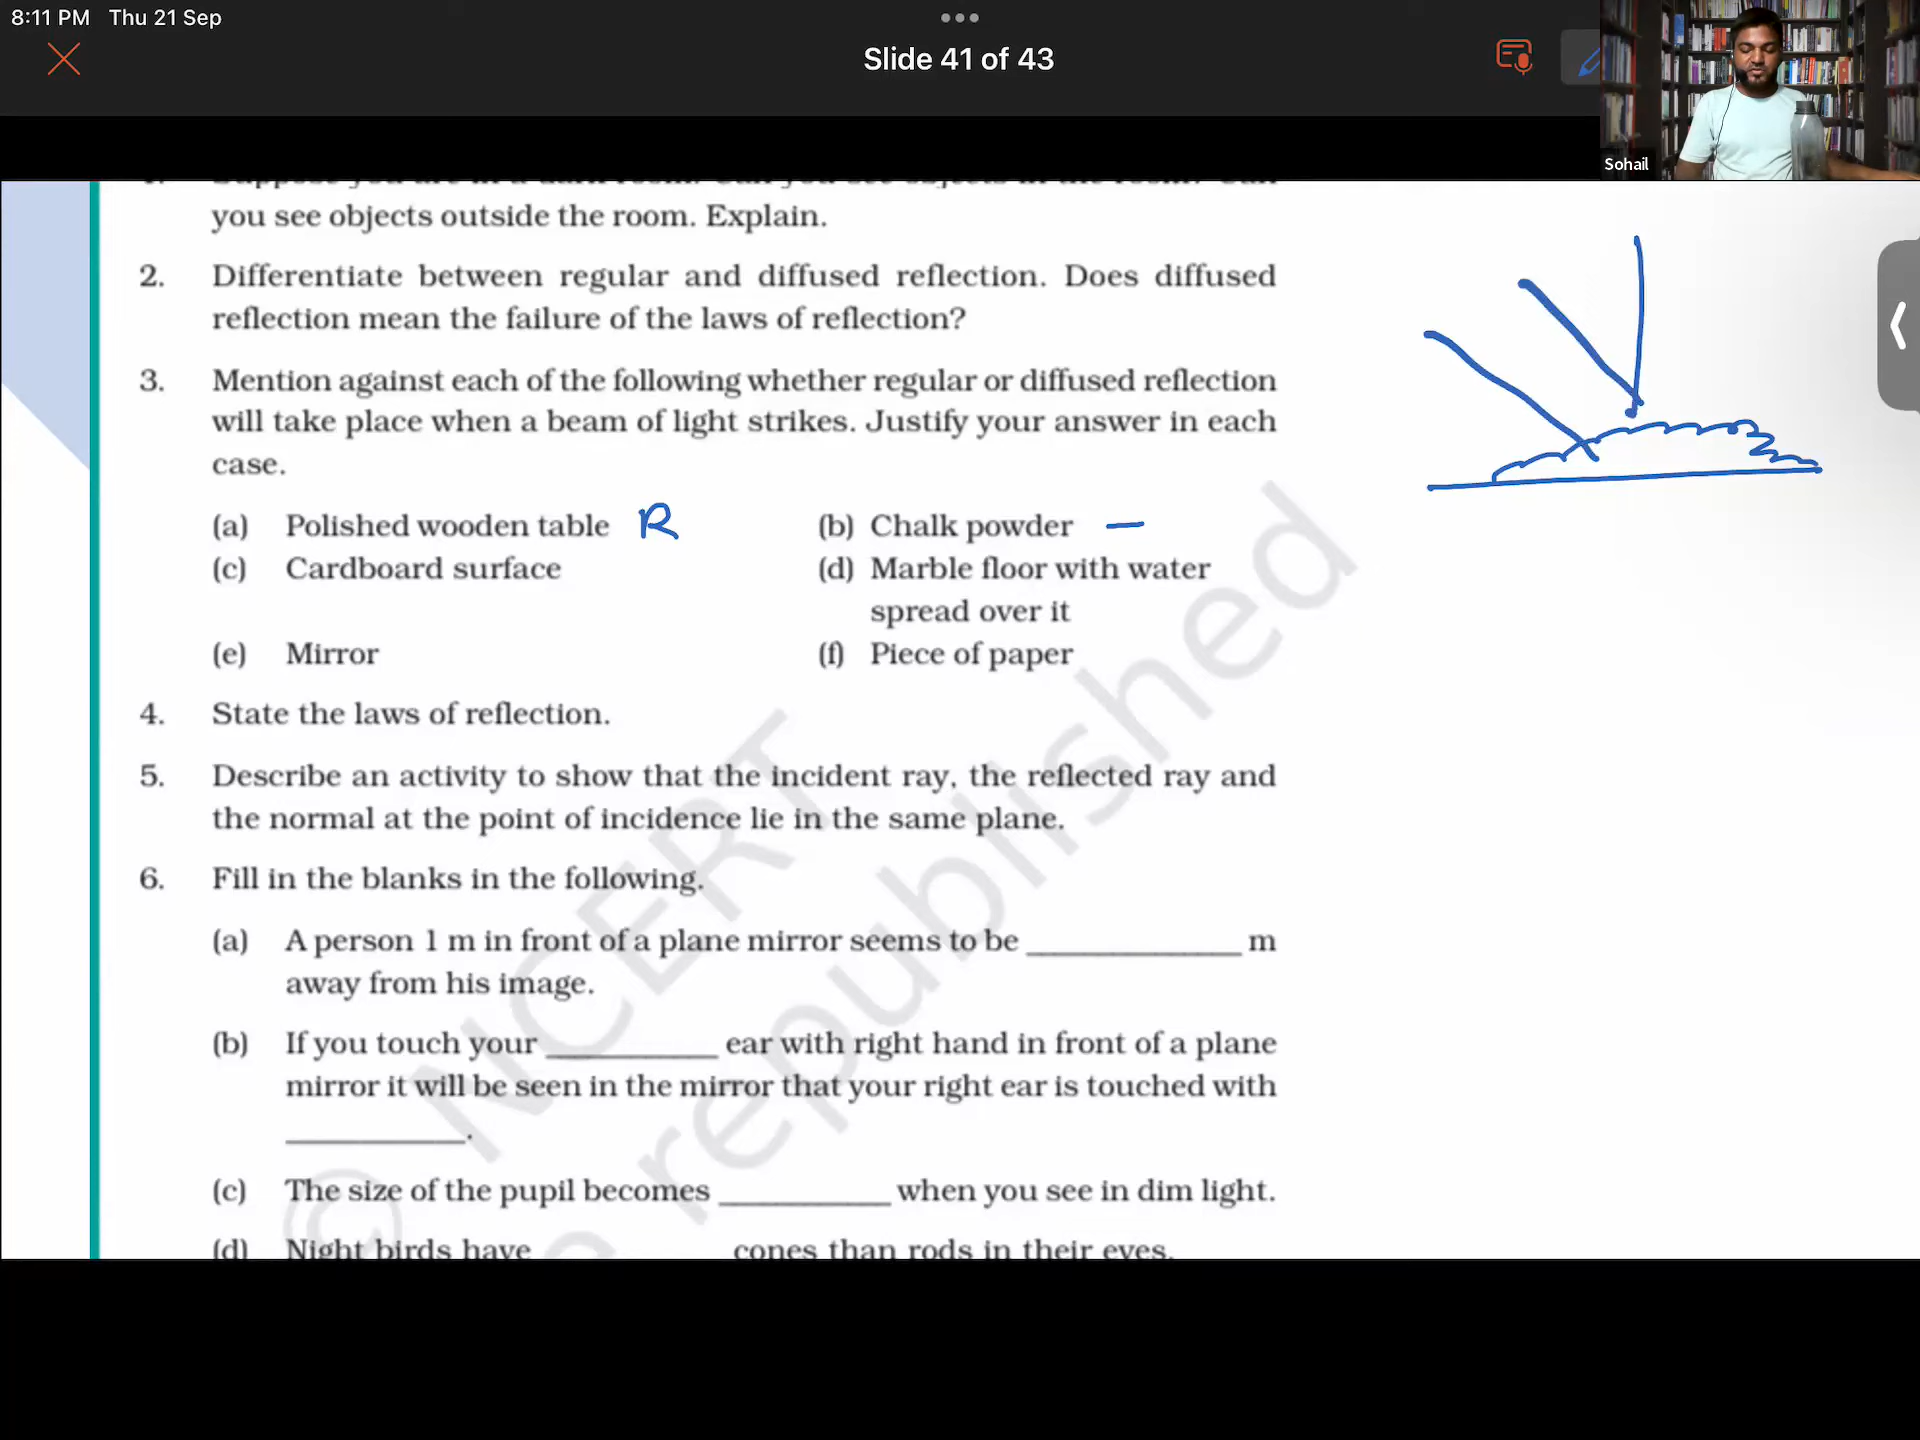 8:11 PM Thu 21 Sep
Slide 41 of 43
Sohail
you see objects outside the room. Explain.
2. Differentiate between regular and diffused reflection. Does diffused
reflection mean the failure of the laws of reflection?
3. Mention against each of the following whether regular or diffused reflection
will take place when a beam of light strikes. Justify your answer in each
case.
(a) Polished wooden table R (b) Chalk powder –
(c) Cardboard surface (d) Marble floor with water
spread over it
(e) Mirror (f) Piece of paper
4. State the laws of reflection.
5. Describe an activity to show that the incident ray, the reflected ray and
the normal at the point of incidence lie in the same plane.
6. Fill in the blanks in the following.
(a) A person 1 m in front of a plane mirror seems to be _______________ m
away from his image.
(b) If you touch your ____________ ear with right hand in front of a plane
mirror it will be seen in the mirror that your right ear is touched with
_____________.
(c) The size of the pupil becomes ____________ when you see in dim light.
(d) Night birds have cones than rods in their eyes.
© NCERT
republished